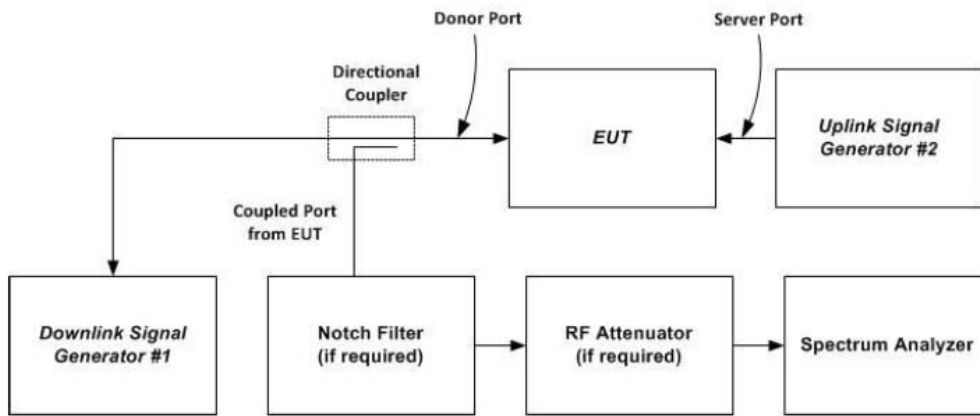 Donor Port
Server Port
Directional
Coupler
EUT
Uplink Signal
Generator #2
Coupled Port
from EUT
Downlink Signal
Generator #1
Notch Filter
(if required)
RF Attenuator
(if required)
Spectrum Analyzer